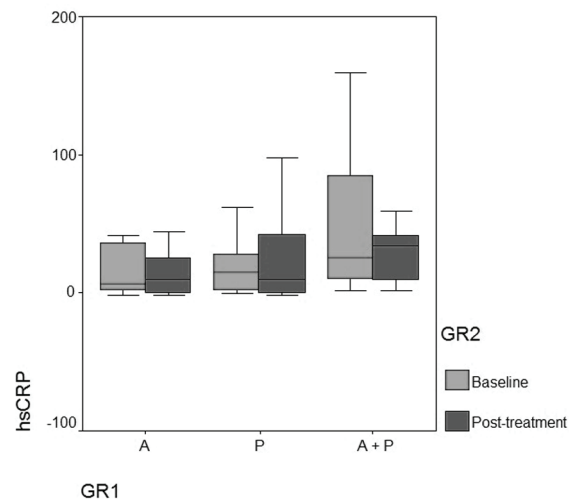 200
100
0
-100
hsCRP
A
P
A + P
GR1
GR2
Baseline
Post-treatment